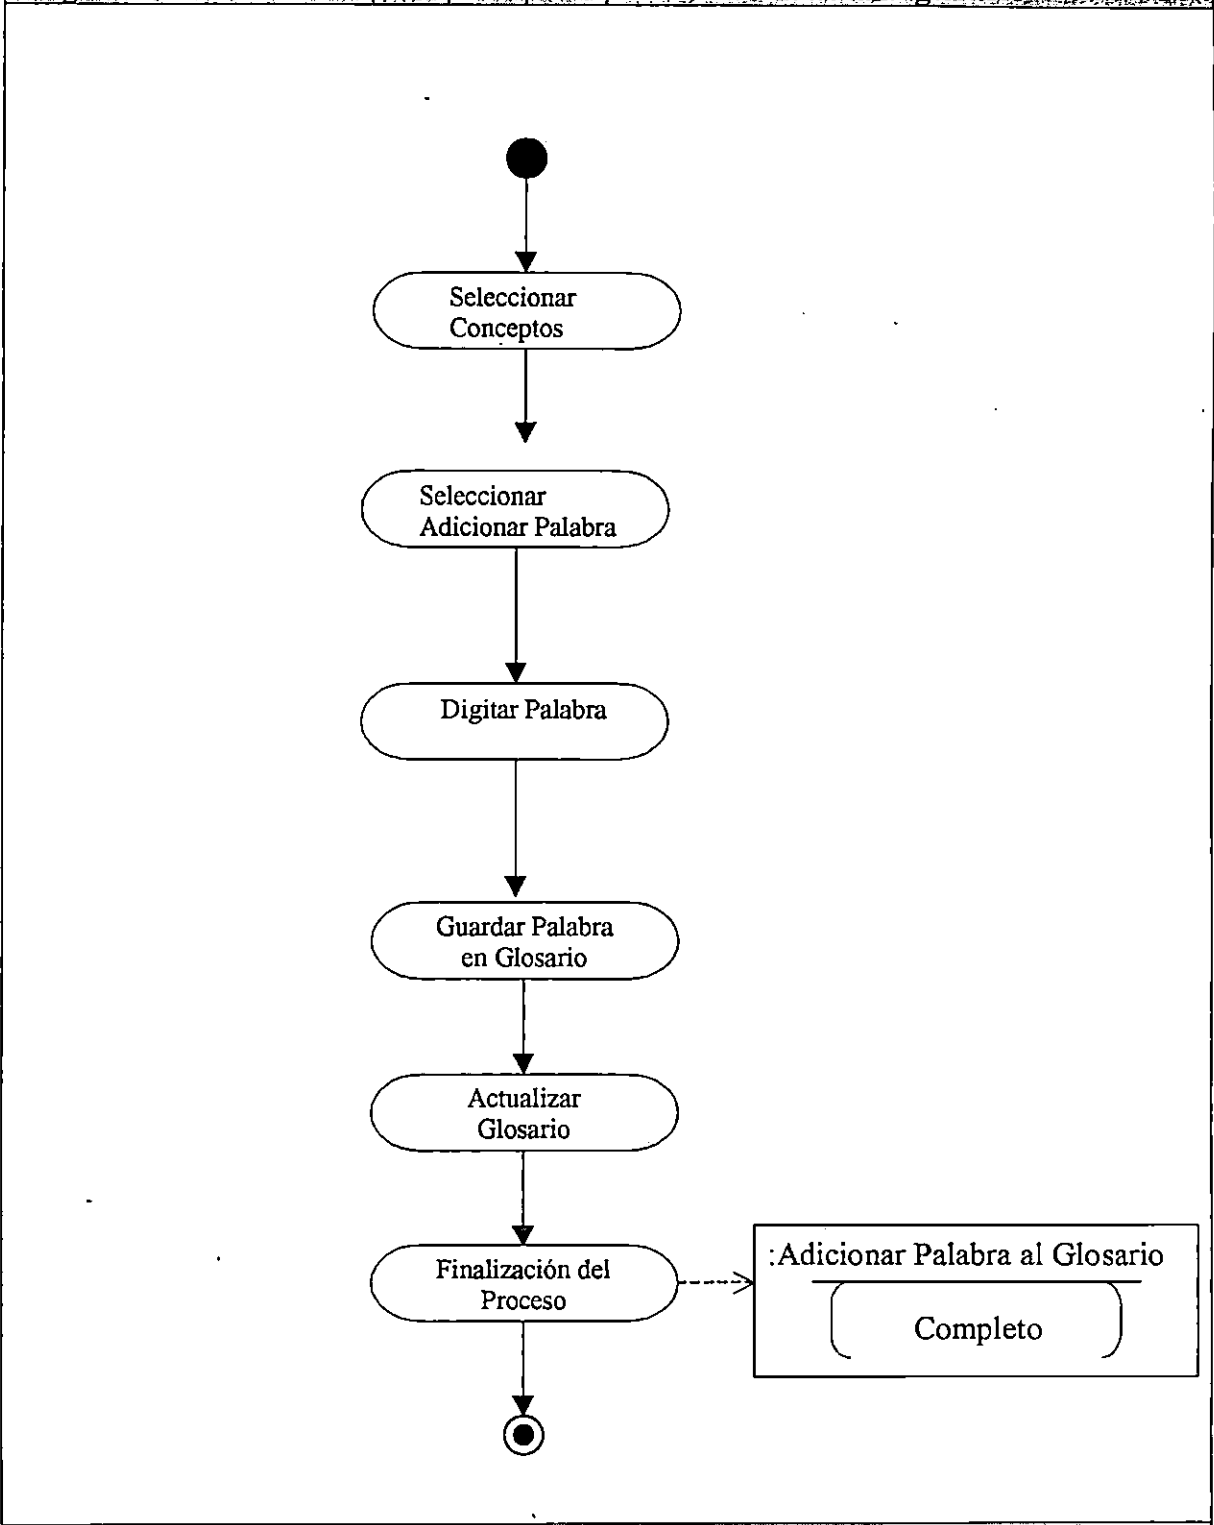 Seleccionar
Conceptos
Seleccionar
Adicionar Palabra
Digitar Palabra
Guardar Palabra
en Glosario
Actualizar
Glosario
Finalización del
Proceso
:Adicionar Palabra al Glosario
Completo